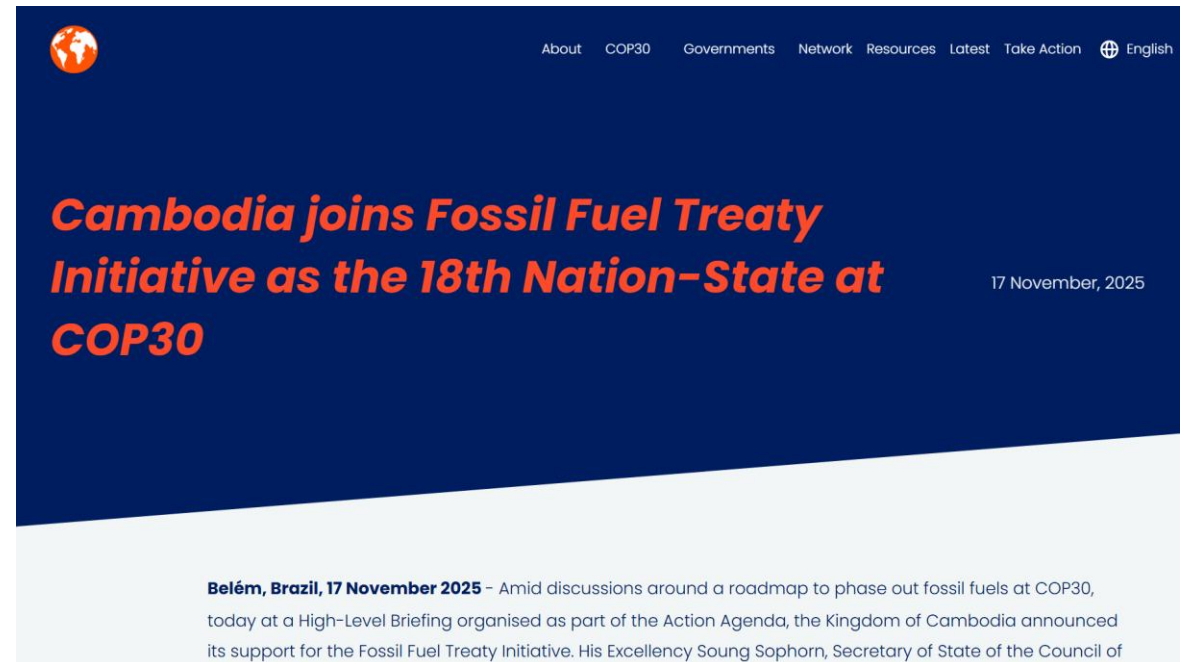 About COP30 Governments Network Resources Latest Take Action English
Cambodia joins Fossil Fuel Treaty
Initiative as the 18th Nation-State at
COP30
17 November, 2025
Belém, Brazil, 17 November 2025 - Amid discussions around a roadmap to phase out fossil fuels at COP30,
today at a High-Level Briefing organised as part of the Action Agenda, the Kingdom of Cambodia announced
its support for the Fossil Fuel Treaty Initiative. His Excellency Soung Sophorn, Secretary of State of the Council of